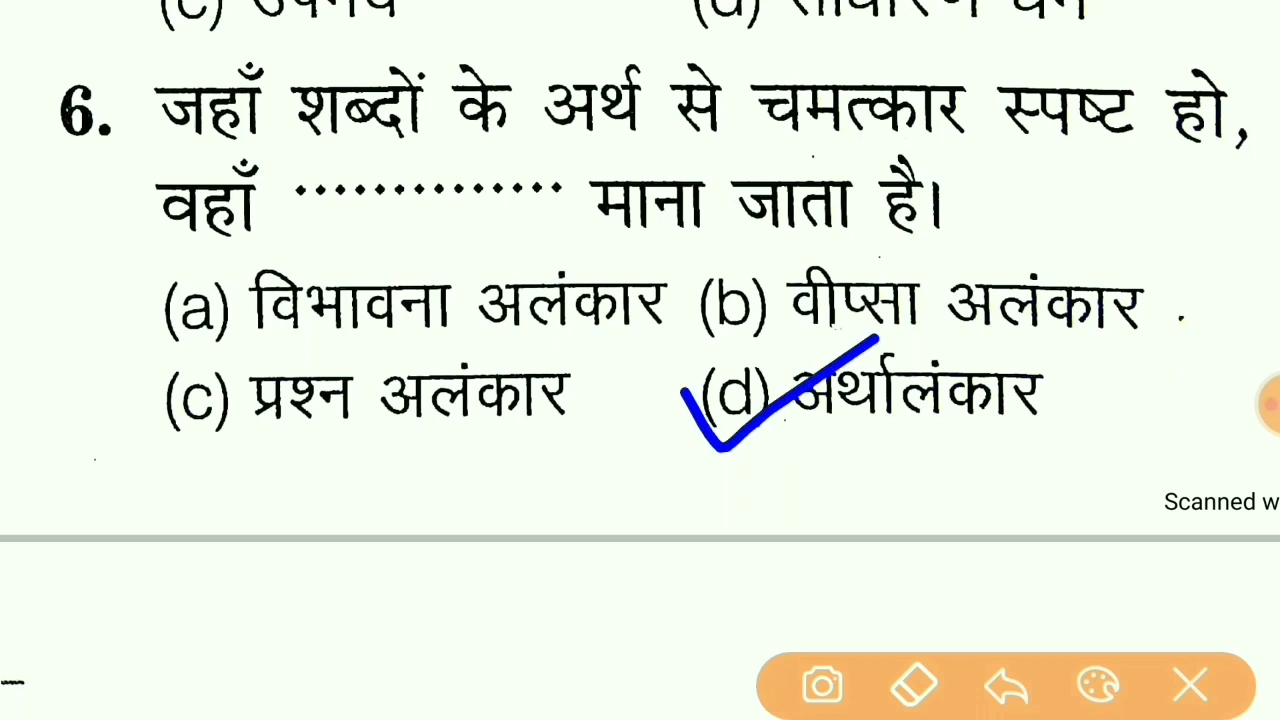 6. जहाँ शब्दों के अर्थ से चमत्कार स्पष्ट हो,
वहाँ .............. माना जाता है।
(a) विभावना अलंकार (b) वीप्सा अलंकार
(c) प्रश्न अलंकार (d) अर्थालंकार
Scanned w